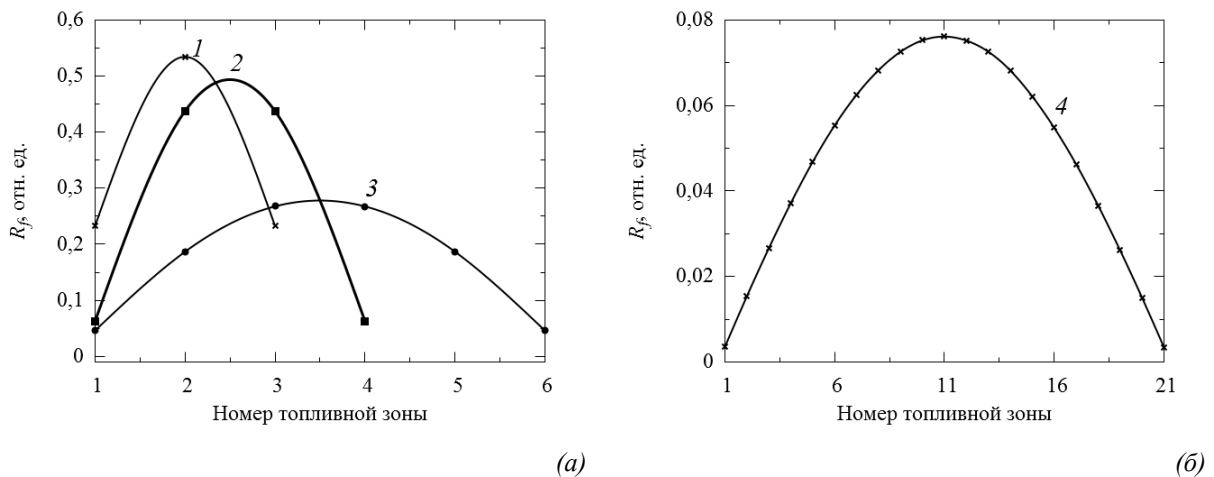 0,6
0,5
0,4
0,3
0,2
0,1
0
R_f, отн. ед.
1
2
3
1 2 3 4 5 6
Номер топливной зоны
(а)
0,08
0,06
0,04
0,02
0
R_f, отн. ед.
4
1 6 11 16 21
Номер топливной зоны
(б)